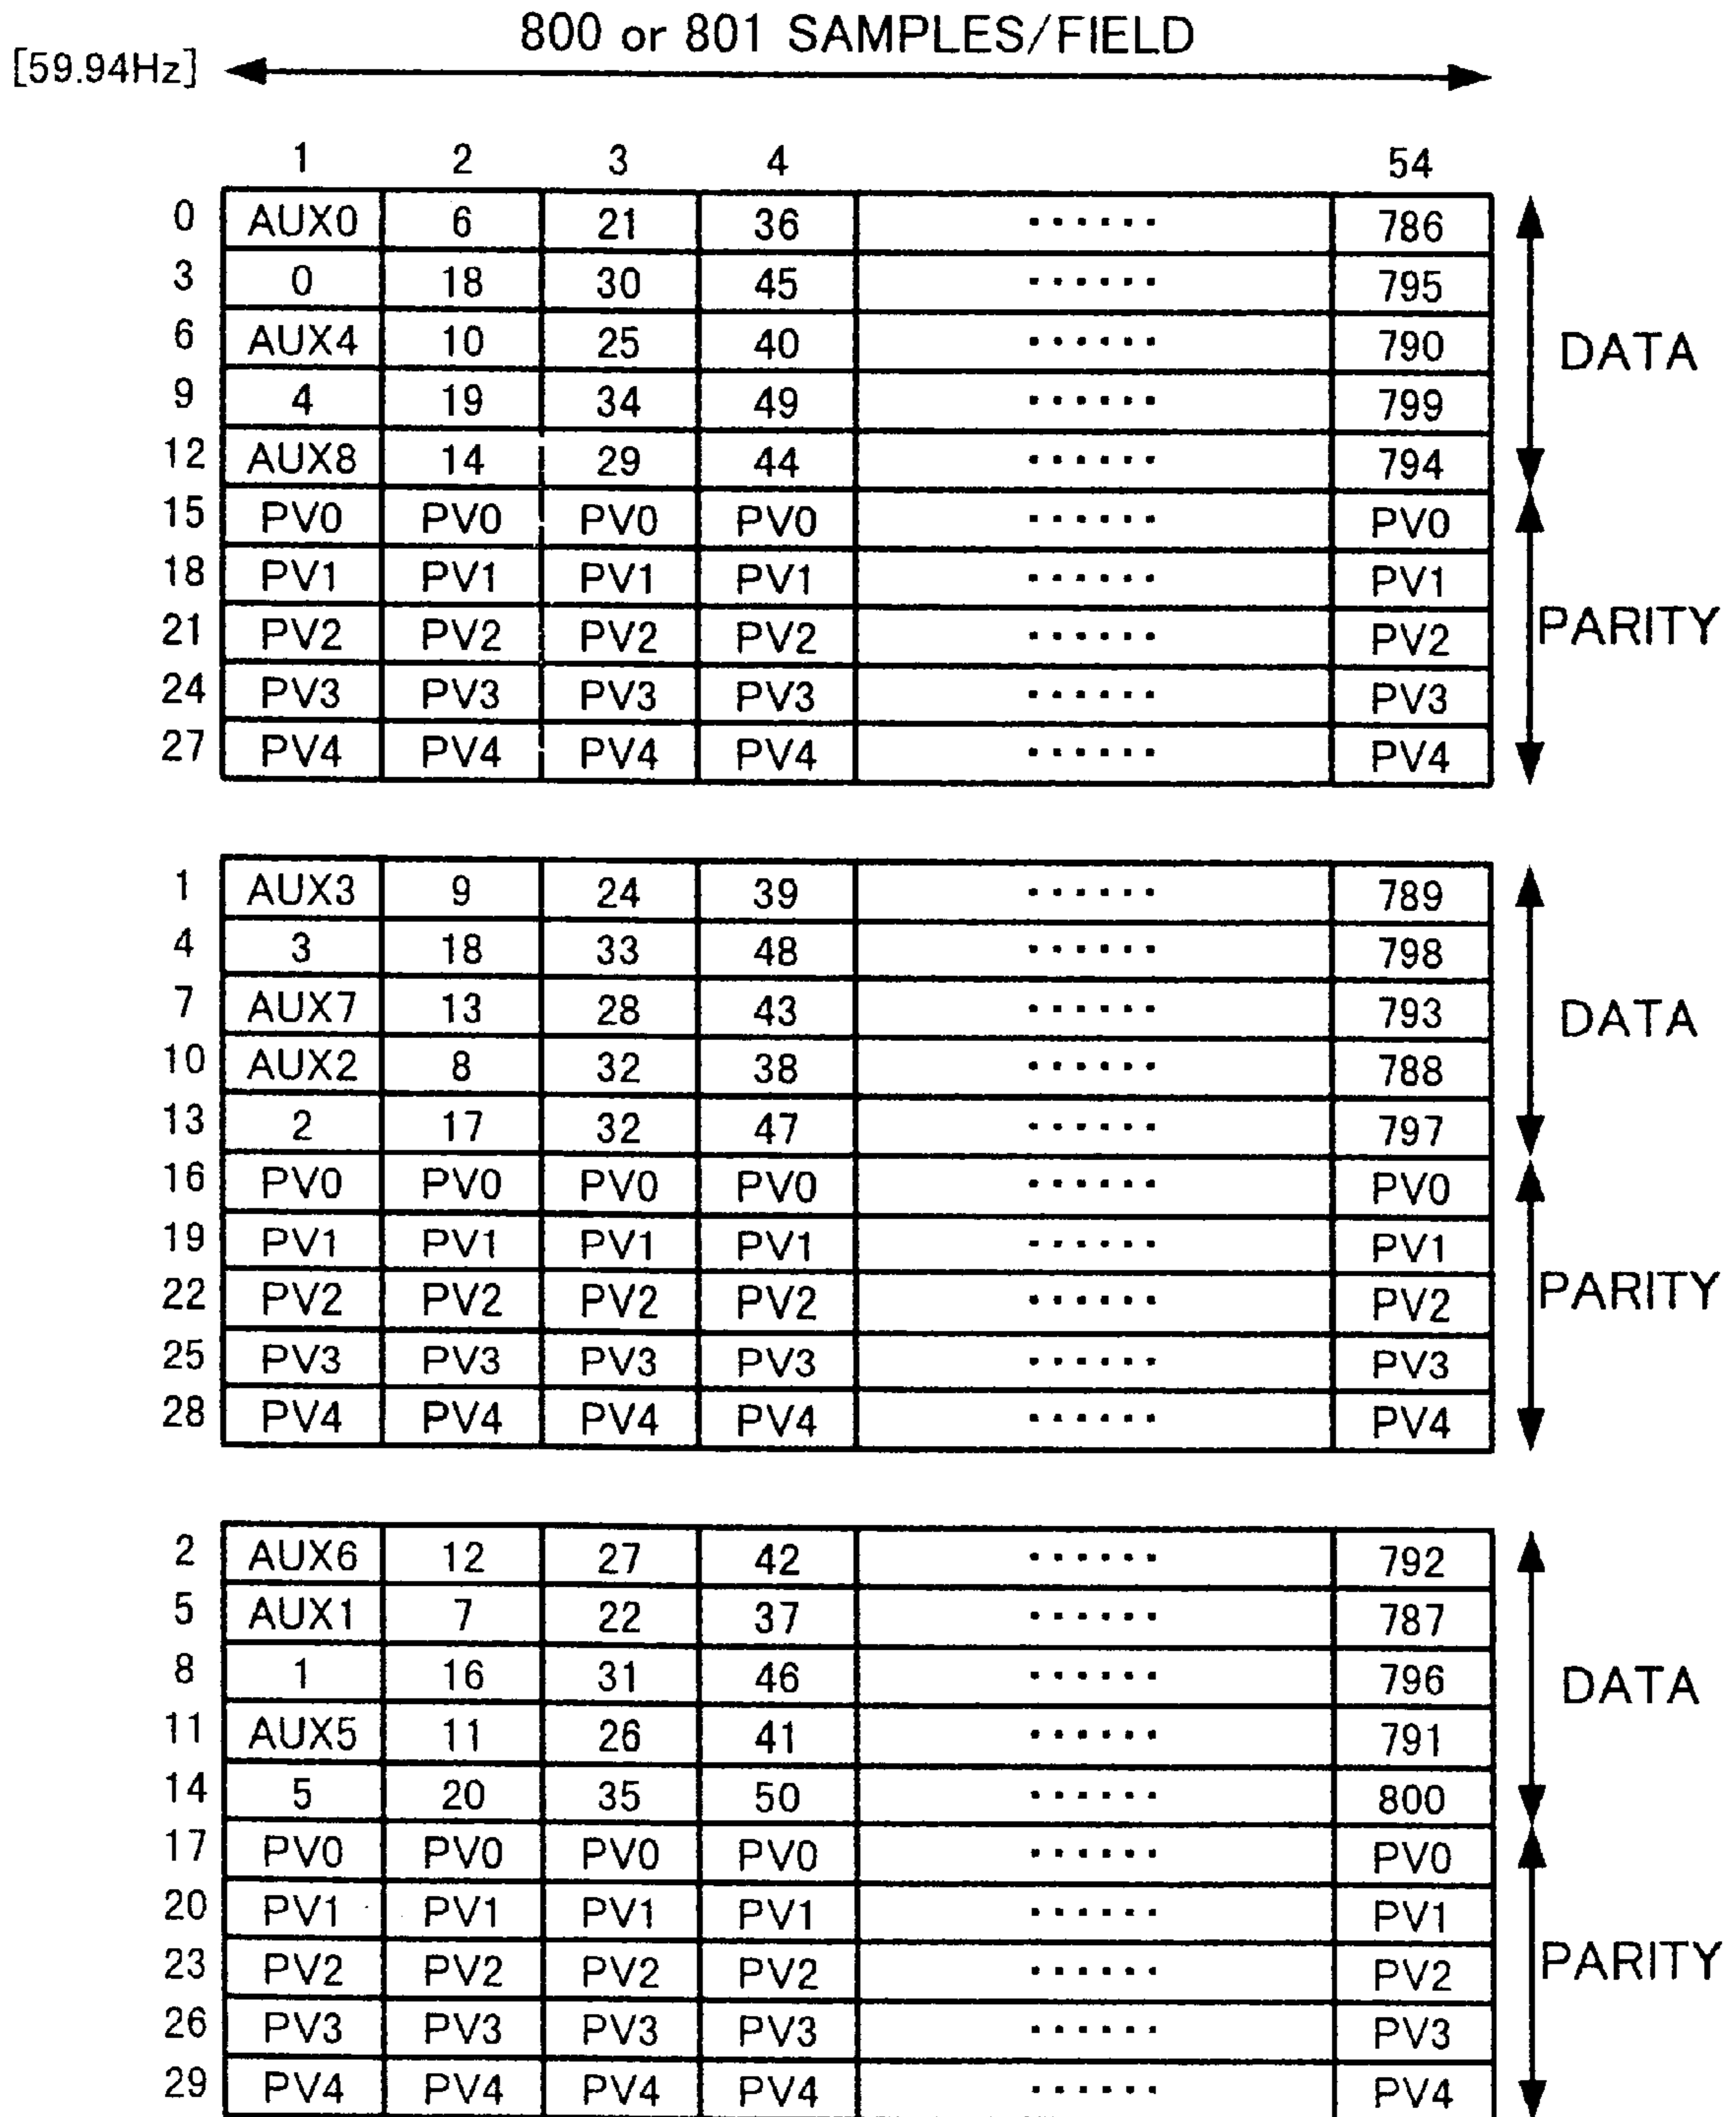 800 or 801 SAMPLES/FIELD
[59.94Hz]
1 2 3 4 54
0 AUX0 6 21 36 ...... 786
3 0 18 30 45 ...... 795
6 AUX4 10 25 40 ...... 790
DATA
9 4 19 34 49 ...... 799
12 AUX8 14 29 44 ...... 794
15 PV0 PV0 PV0 PV0 ...... PV0
18 PV1 PV1 PV1 PV1 ...... PV1
21 PV2 PV2 PV2 PV2 ...... PV2
PARITY
24 PV3 PV3 PV3 PV3 ...... PV3
27 PV4 PV4 PV4 PV4 ...... PV4
1 AUX3 9 24 39 ...... 789
4 3 18 33 48 ...... 798
7 AUX7 13 28 43 ...... 793
DATA
10 AUX2 8 32 38 ...... 788
13 2 17 32 47 ...... 797
16 PV0 PV0 PV0 PV0 ...... PV0
19 PV1 PV1 PV1 PV1 ...... PV1
22 PV2 PV2 PV2 PV2 ...... PV2
PARITY
25 PV3 PV3 PV3 PV3 ...... PV3
28 PV4 PV4 PV4 PV4 ...... PV4
2 AUX6 12 27 42 ...... 792
5 AUX1 7 22 37 ...... 787
8 1 16 31 46 ...... 796
DATA
11 AUX5 11 26 41 ...... 791
14 5 20 35 50 ...... 800
17 PV0 PV0 PV0 PV0 ...... PV0
20 PV1 PV1 PV1 PV1 ...... PV1
23 PV2 PV2 PV2 PV2 ...... PV2
PARITY
26 PV3 PV3 PV3 PV3 ...... PV3
29 PV4 PV4 PV4 PV4 ...... PV4